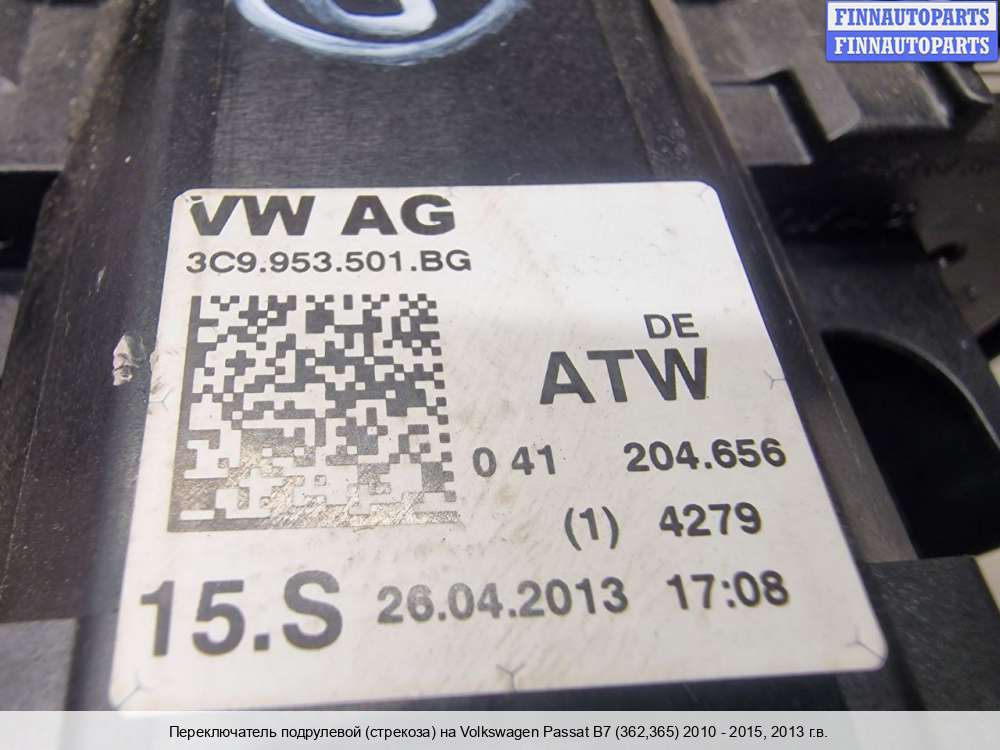 FINNAUTOPARTS
FINNAUTOPARTS
VW AG
3C9.953.501.BG
DE
ATW
0 41 204.656
(1) 4279
15.S 26.04.2013 17:08
Переключатель подрулевой (стрекоза) на Volkswagen Passat B7 (362,365) 2010 - 2015, 2013 г.в.